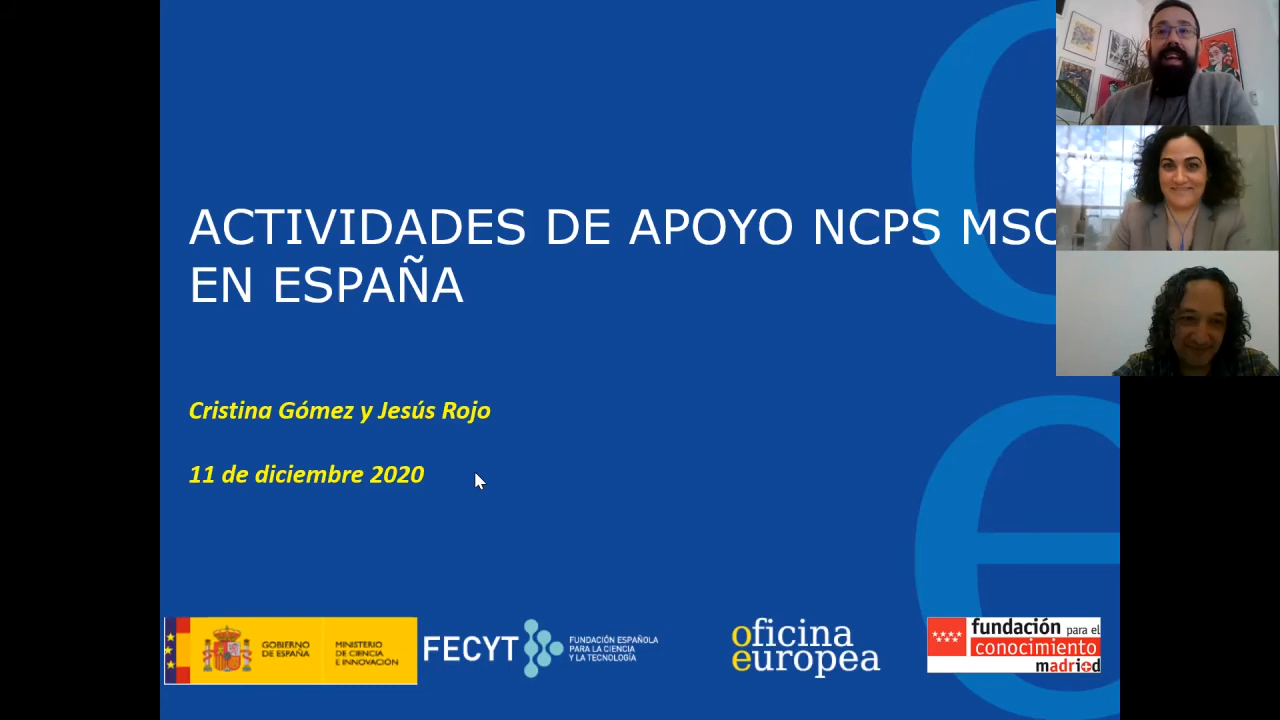 ACTIVIDADES DE APOYO NCPS MSC
EN ESPAÑA
Cristina Gómez y Jesús Rojo
11 de diciembre 2020
GOBIERNO
DE ESPAÑA
MINISTERIO
DE CIENCIA
E INNOVACIÓN
FECYT
FUNDACIÓN ESPAÑOLA
PARA LA CIENCIA
Y LA TECNOLOGÍA
oficina
europea
fundación para el
conocimiento
madri+d